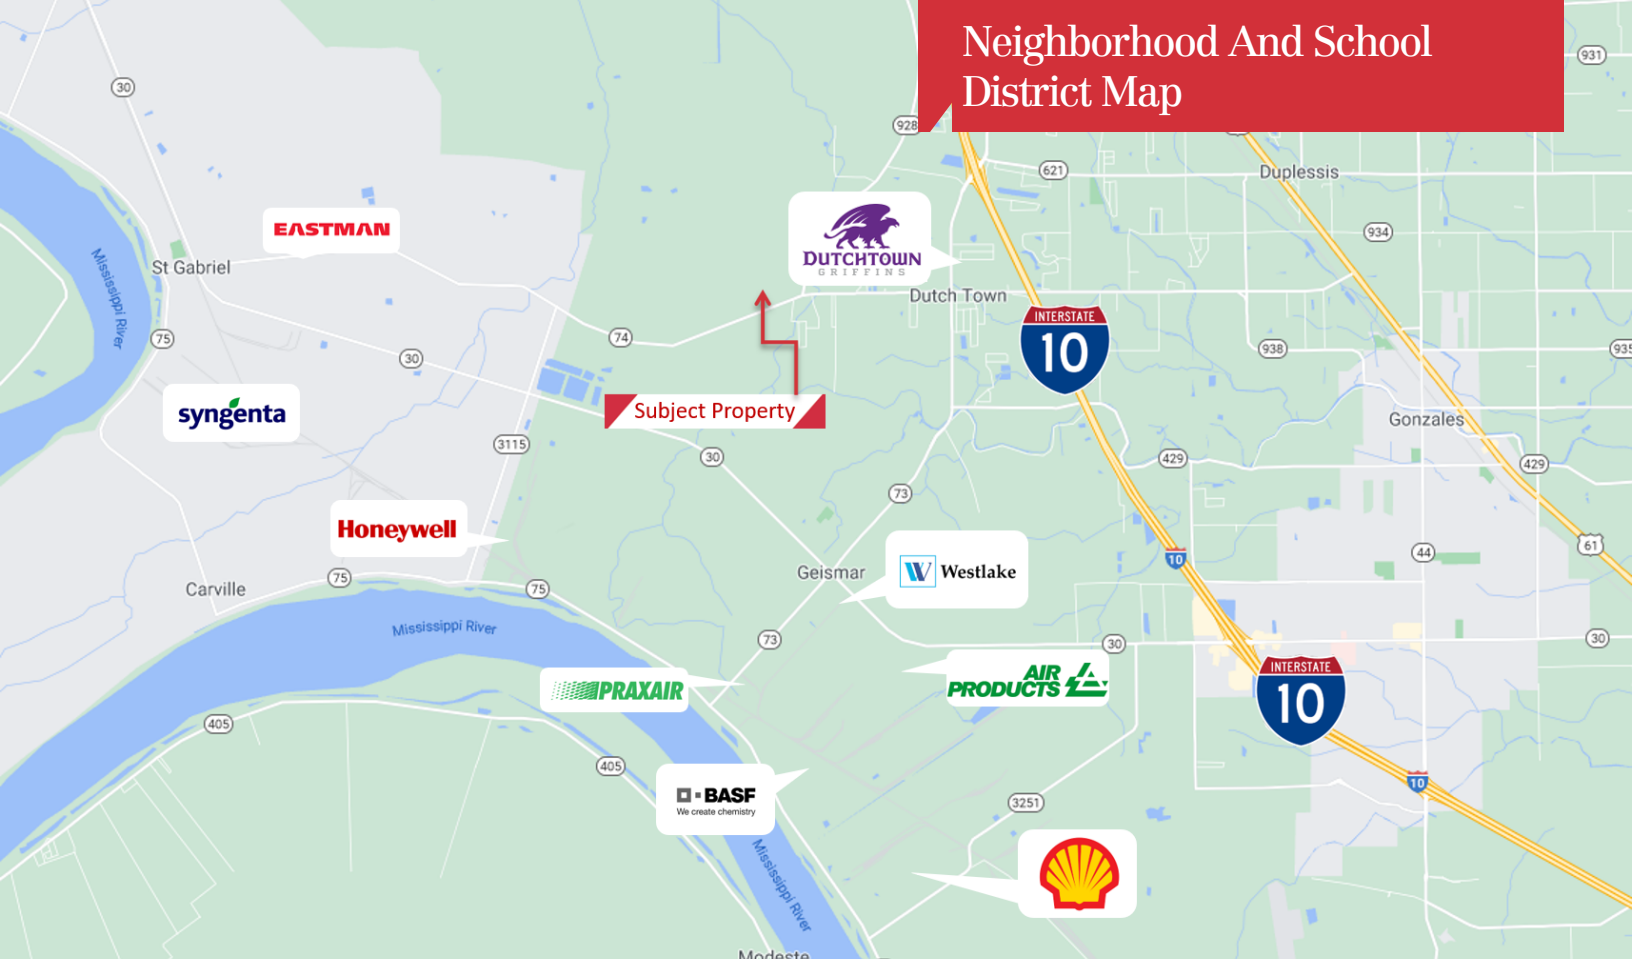 Neighborhood And School
District Map
931
30
928
621
Duplessis
934
EASTMAN
DUTCHTOWN
GRIFFINS
St Gabriel
Mississippi River
Dutch Town
INTERSTATE
10
75
74
30
938
935
syngenta
Subject Property
Gonzales
3115
30
429
429
73
Honeywell
61
44
10
Westlake
Geismar
Carville
75
75
Mississippi River
73
30
30
AIR
PRODUCTS
PRAXAIR
INTERSTATE
10
405
405
10
BASF
We create chemistry
3251
Mississippi River
Modeste